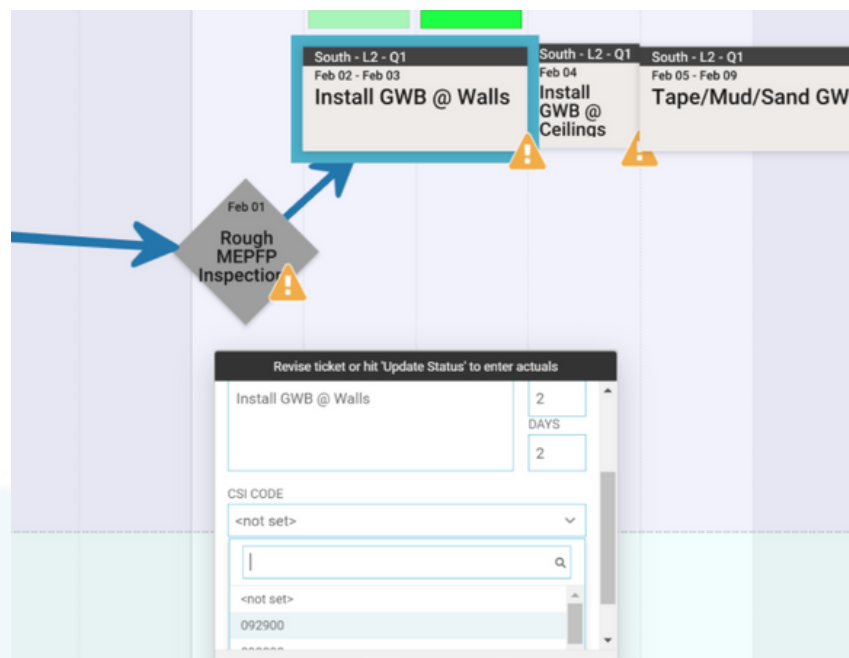 South - L2 - Q1
Feb 02 - Feb 03
Install GWB @ Walls
South - L2 - Q1
Feb 04
Install
GWB @
Ceilings
South - L2 - Q1
Feb 05 - Feb 09
Tape/Mud/Sand GW
Feb 01
Rough
MEPFP
Inspection
Revise ticket or hit 'Update Status' to enter actuals
Install GWB @ Walls
2
DAYS
2
CSI CODE
<not set>
<not set>
092900